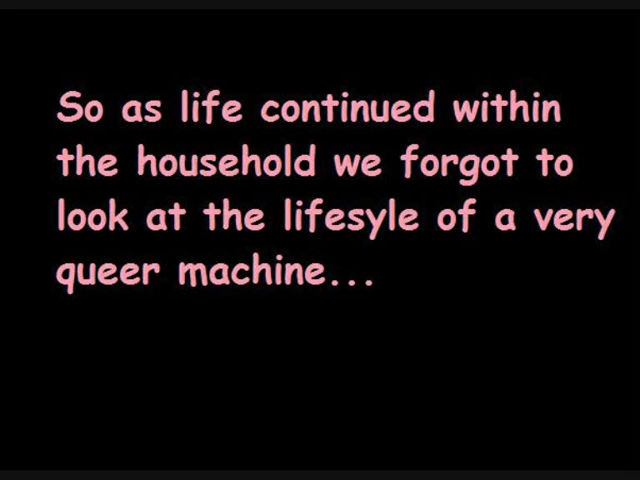 So as life continued within
the household we forgot to
look at the lifesyle of a very
queer machine...